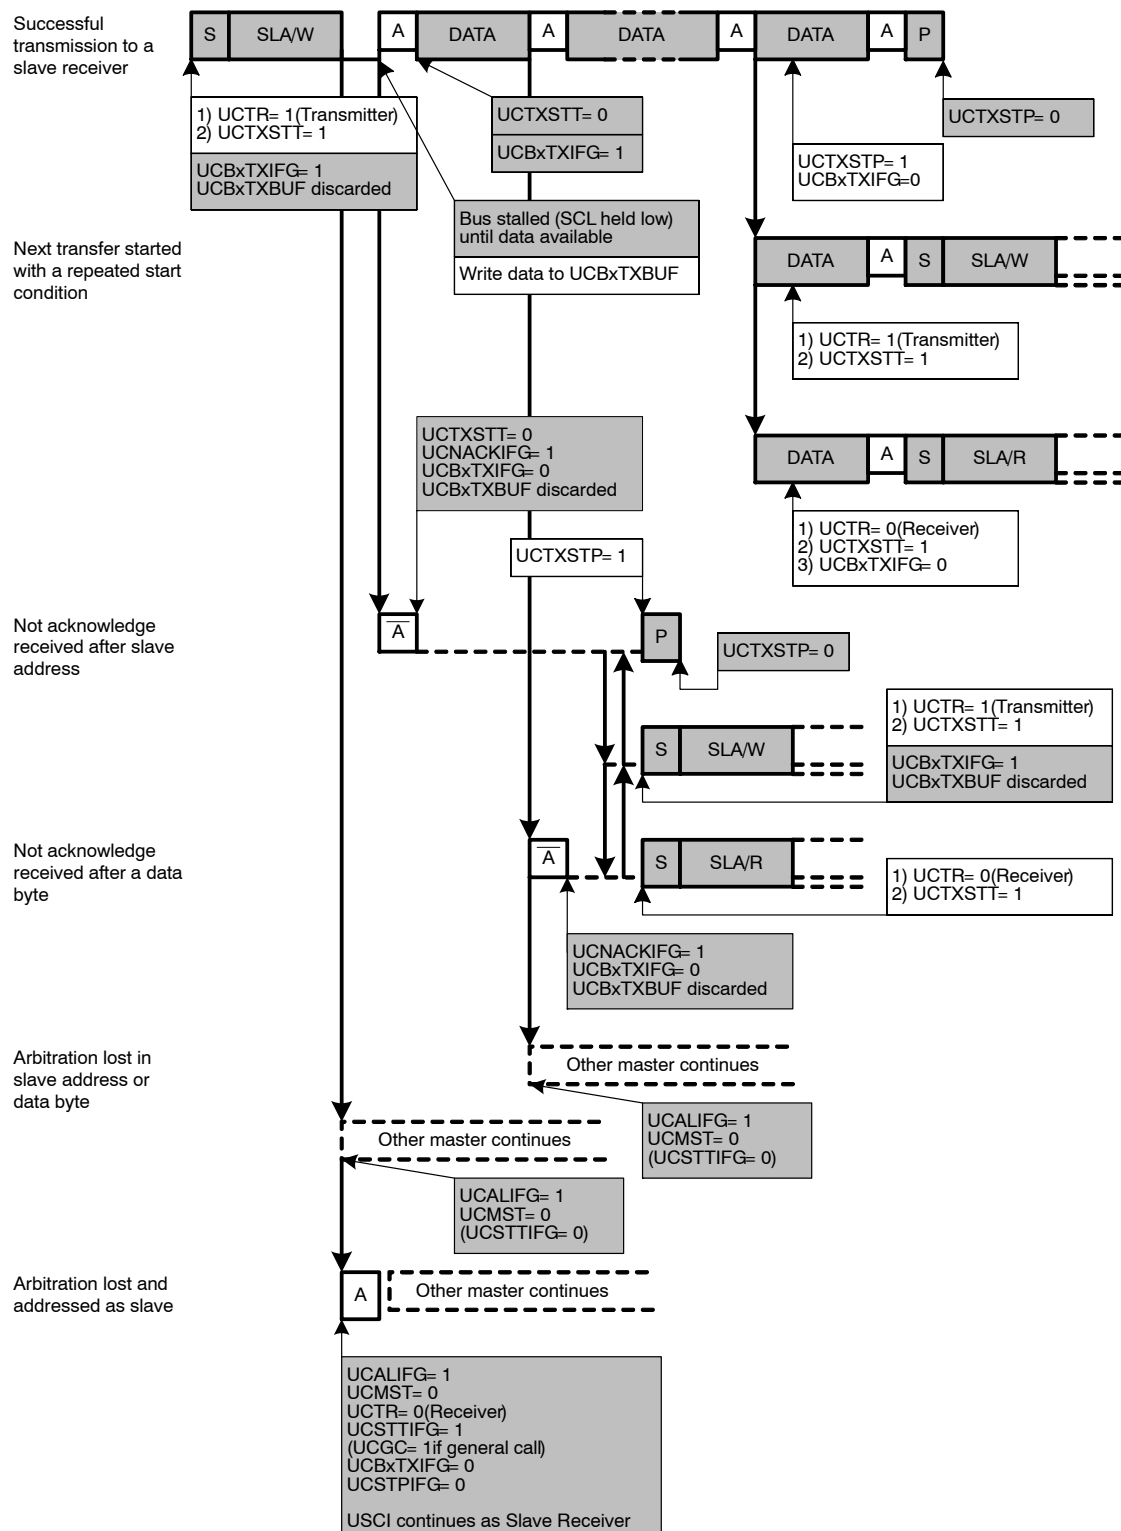 Successful
transmission to a
slave receiver
S SLA/W A DATA A DATA A DATA A P
1) UCTR= 1(Transmitter)
2) UCTXSTT= 1
UCBxTXIFG= 1
UCBxTXBUF discarded
UCTXSTT= 0
UCBxTXIFG= 1
UCTXSTP= 0
UCTXSTP= 1
UCBxTXIFG=0
Bus stalled (SCL held low)
until data available
Write data to UCBxTXBUF
Next transfer started
with a repeated start
condition
DATA A S SLA/W
1) UCTR= 1(Transmitter)
2) UCTXSTT= 1
DATA A S SLA/R
1) UCTR= 0(Receiver)
2) UCTXSTT= 1
3) UCBxTXIFG= 0
UCTXSTT= 0
UCNACKIFG= 1
UCBxTXIFG= 0
UCBxTXBUF discarded
UCTXSTP= 1
Not acknowledge
received after slave
address
A P
UCTXSTP= 0
S SLA/W
1) UCTR= 1(Transmitter)
2) UCTXSTT= 1
UCBxTXIFG= 1
UCBxTXBUF discarded
Not acknowledge
received after a data
byte
A S SLA/R
1) UCTR= 0(Receiver)
2) UCTXSTT= 1
UCNACKIFG= 1
UCBxTXIFG= 0
UCBxTXBUF discarded
Arbitration lost in
slave address or
data byte
Other master continues
UCALIFG= 1
UCMST= 0
(UCSTTIFG= 0)
Other master continues
UCALIFG= 1
UCMST= 0
(UCSTTIFG= 0)
Arbitration lost and
addressed as slave
A Other master continues
UCALIFG= 1
UCMST= 0
UCTR= 0(Receiver)
UCSTTIFG= 1
(UCGC= 1if general call)
UCBxTXIFG= 0
UCSTPIFG= 0
USCI continues as Slave Receiver